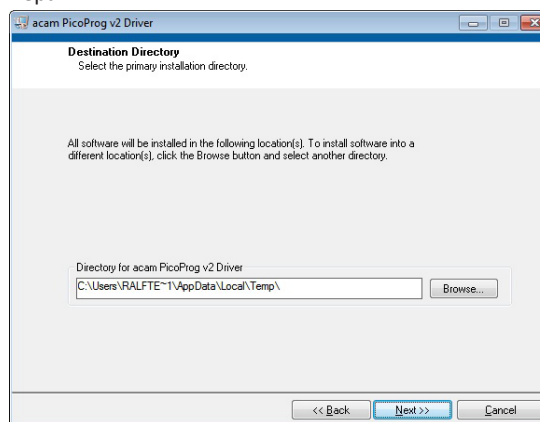 acam PicoProg v2 Driver
Destination Directory
Select the primary installation directory.
All software will be installed in the following location(s). To install software into a
different location(s), click the Browse button and select another directory.
Directory for acam PicoProg v2 Driver
C:\Users\RALFTE~1\AppData\Local\Temp\
Browse...
<< Back
Next >>
Cancel